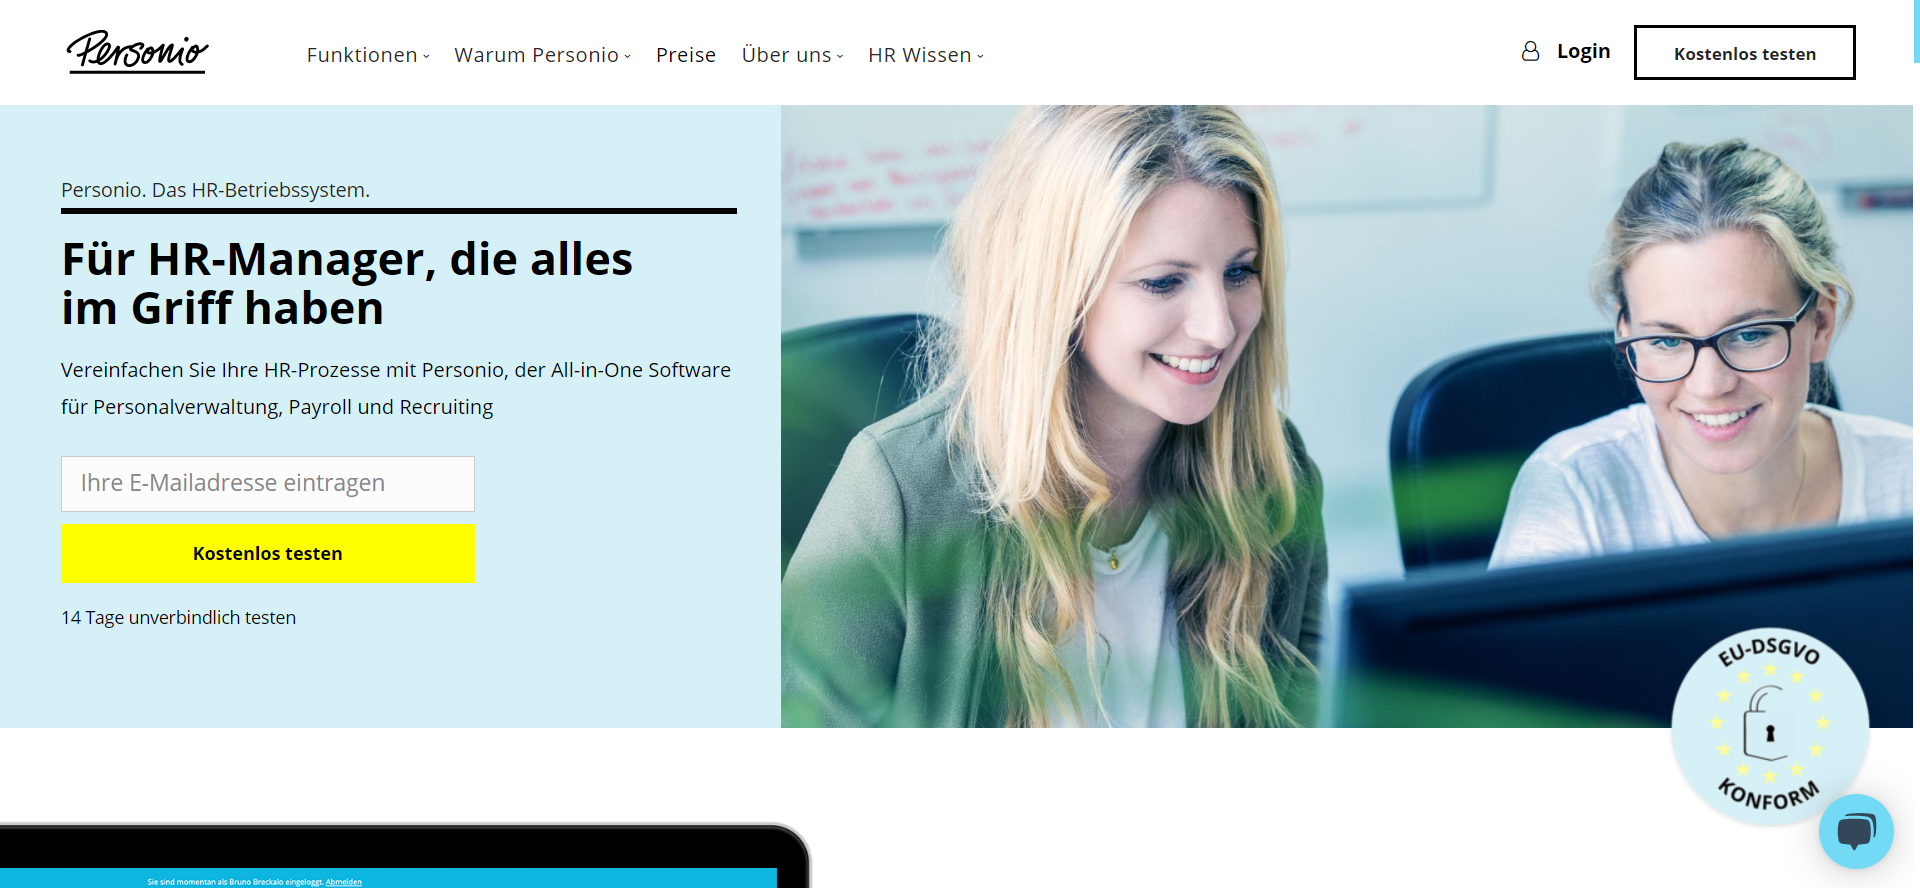 Personio
Funktionen
Warum Personio
Preise
Über uns
HR Wissen
Login
Kostenlos testen
Personio. Das HR-Betriebssystem.
Für HR-Manager, die alles
im Griff haben
Vereinfachen Sie Ihre HR-Prozesse mit Personio, der All-in-One Software
für Personalverwaltung, Payroll und Recruiting
Ihre E-Mailadresse eintragen
Kostenlos testen
14 Tage unverbindlich testen
EU-DSGVO
KONFORM
Sie sind momentan als Bruno Breckalo eingeloggt. Abmelden